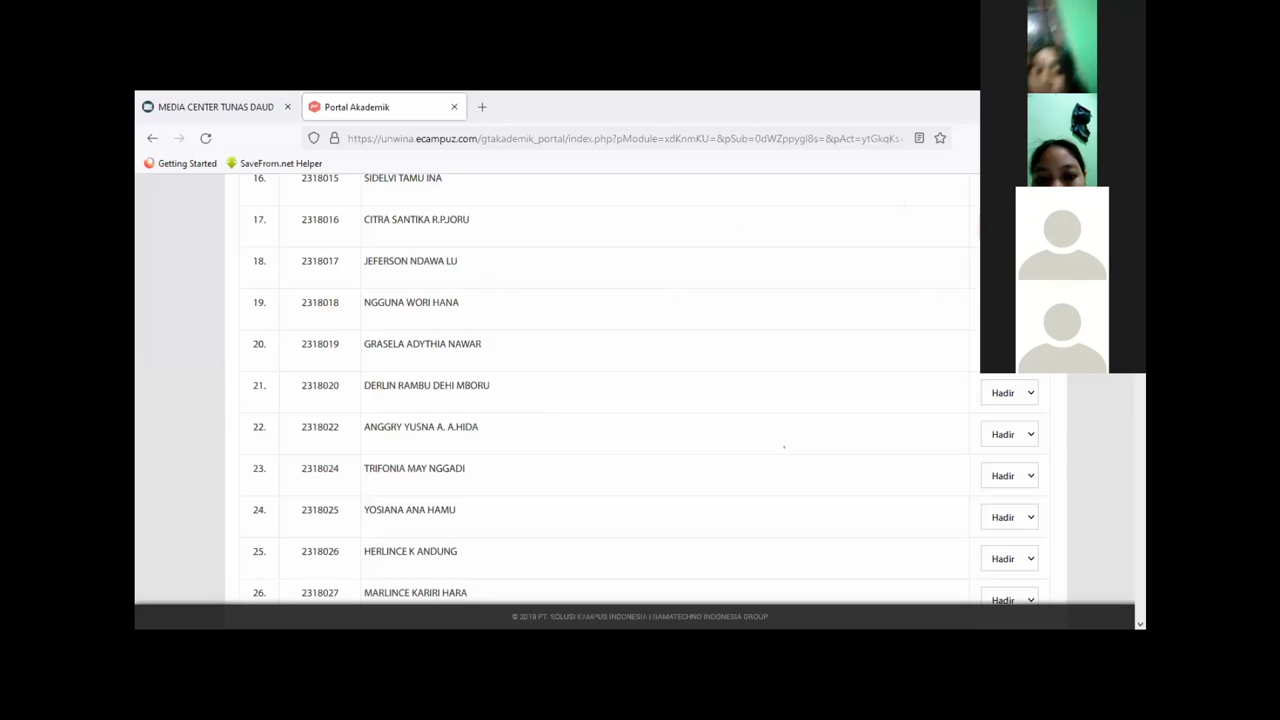 MEDIA CENTER TUNAS DAUD
Portal Akademik
https://unwina.ecampuz.com/gtakademik_portal/index.php?pModule=xdKnmKU=&pSub=0dWZppygl8s=&pAct=ytGkqKs=
Getting Started SaveFrom.net Helper
16. 2318015 SIDELVI TAMU INA
17. 2318016 CITRA SANTIKA R.P.JORU
18. 2318017 JEFERSON NDAWA LU
19. 2318018 NGGUNA WORI HANA
20. 2318019 GRASELA ADYTHIA NAWAR
21. 2318020 DERLIN RAMBU DEHI MBORU Hadir
22. 2318022 ANGGRY YUSNA A. A.HIDA Hadir
23. 2318024 TRIFONIA MAY NGGADI Hadir
24. 2318025 YOSIANA ANA HAMU Hadir
25. 2318026 HERLINCE K ANDUNG Hadir
26. 2318027 MARLINCE KARIRI HARA Hadir
© 2019 PT. SOLUSI KAMPUS INDONESIA | GAMATECHNO INDONESIA GROUP